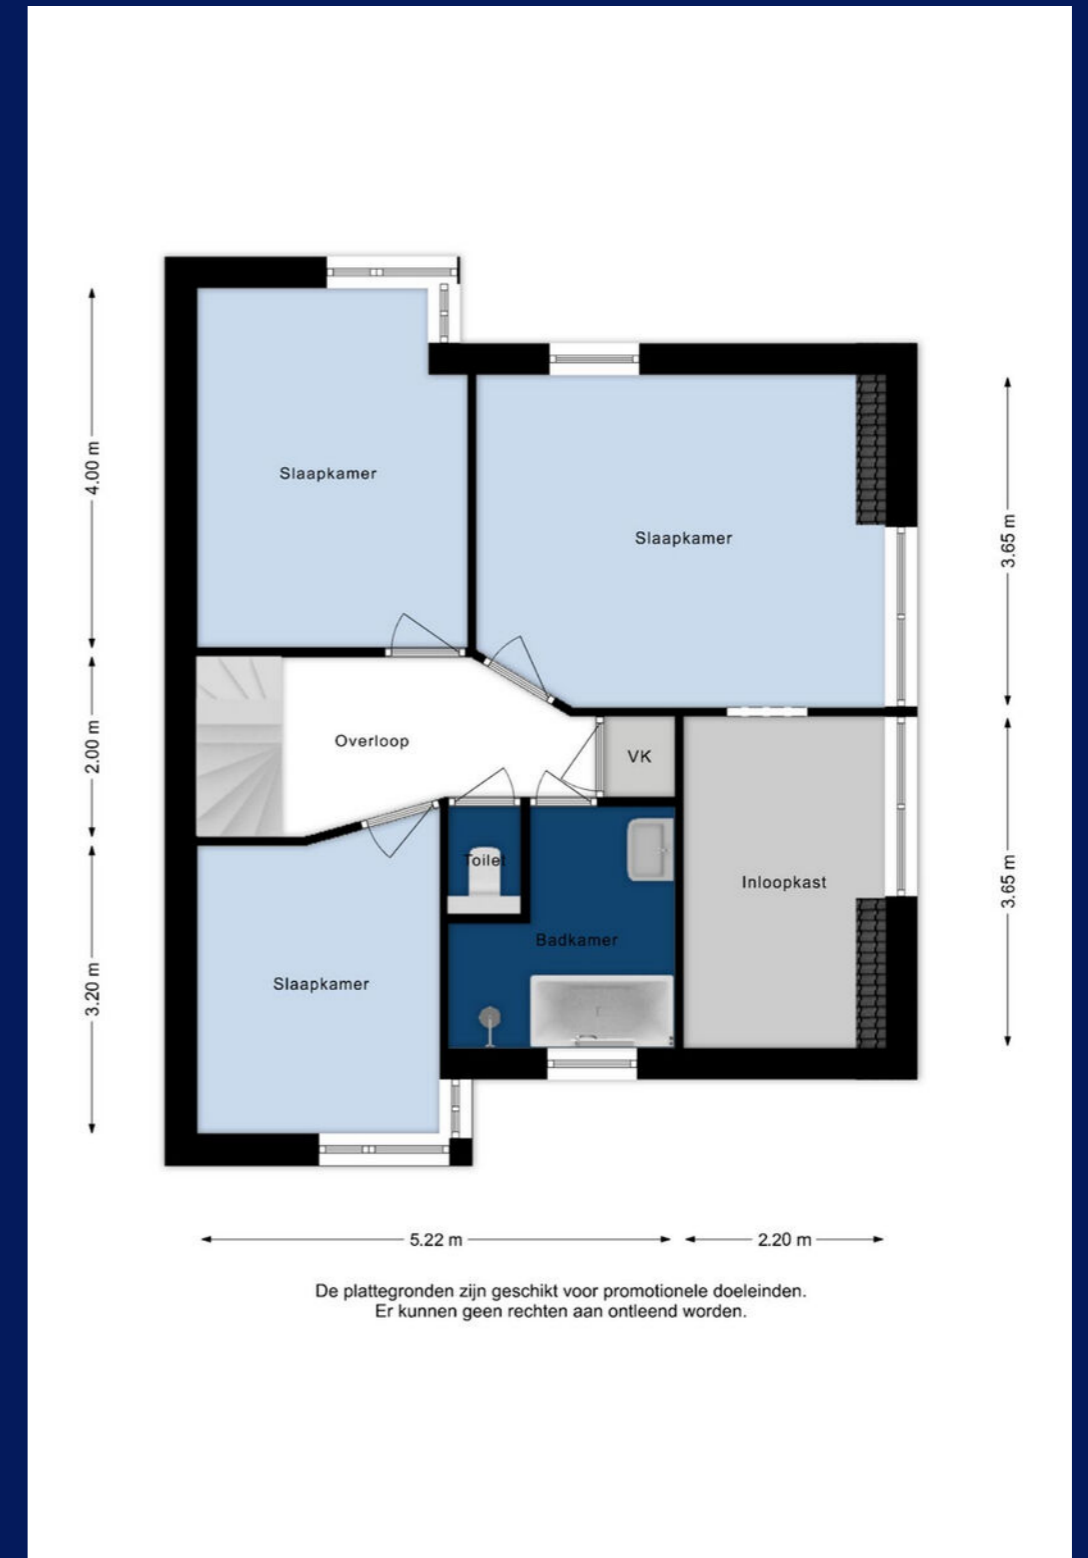 Slaapkamer
Slaapkamer
4.00 m
3.65 m
Overloop
VK
2.00 m
Toilet
Inloopkast
3.65 m
Badkamer
Slaapkamer
3.20 m
5.22 m
2.20 m
De plattegronden zijn geschikt voor promotionele doeleinden.
Er kunnen geen rechten aan ontleend worden.